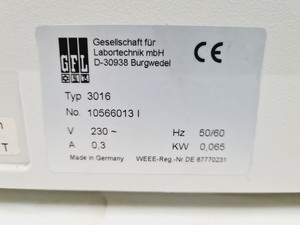 GFL
Gesellschaft für
Labortechnik mbH
D-30938 Burgwedel
CE
Typ 3016
No. 10566013 I
V 230 ~ Hz 50/60
A 0,3 KW 0,065
Made in Germany WEEE-Reg.-Nr DE 67770231
n
T